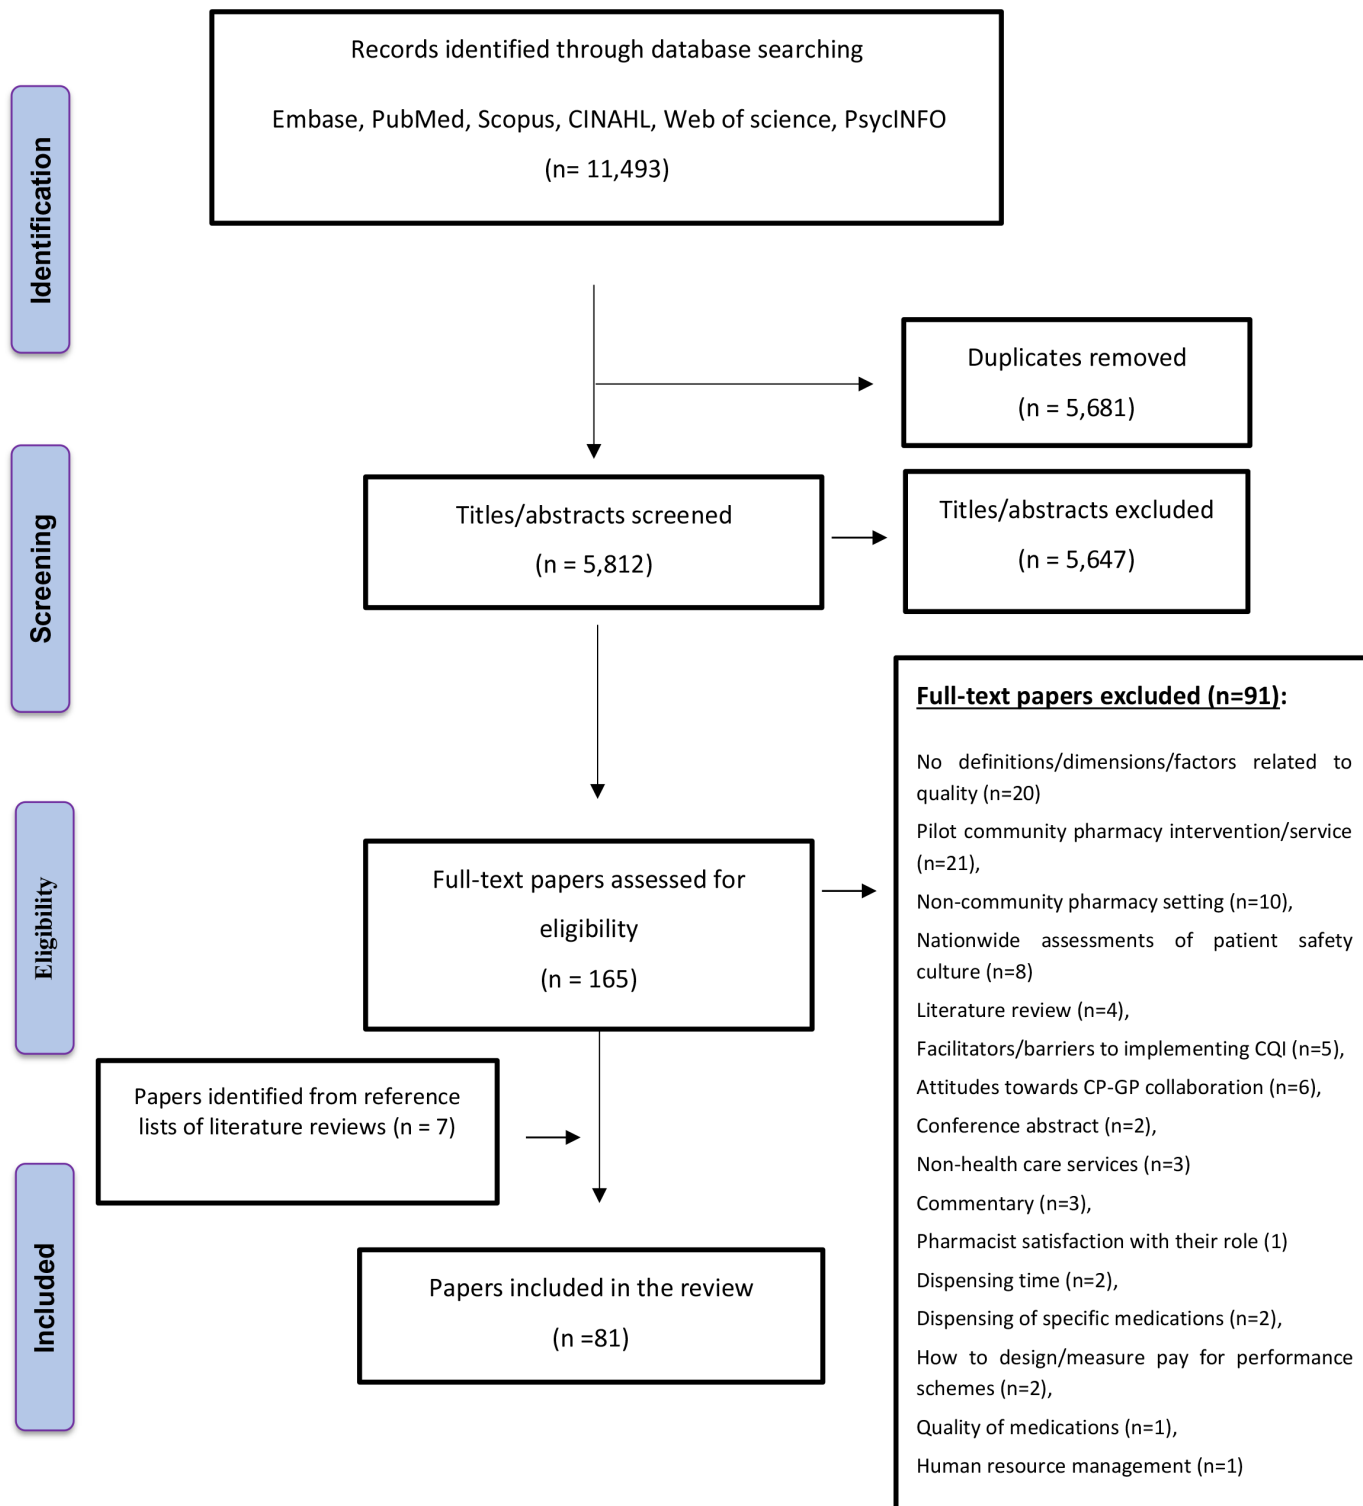 Records identified through database searching
Embase, PubMed, Scopus, CINAHL, Web of science, PsycINFO
(n= 11,493)
Identification
Duplicates removed
(n = 5,681)
Screening
Titles/abstracts screened
(n = 5,812)
Titles/abstracts excluded
(n = 5,647)
Eligibility
Full-text papers assessed for
eligibility
(n = 165)
Full-text papers excluded (n=91):
No definitions/dimensions/factors related to
quality (n=20)
Pilot community pharmacy intervention/service
(n=21),
Non-community pharmacy setting (n=10),
Nationwide assessments of patient safety
culture (n=8)
Literature review (n=4),
Facilitators/barriers to implementing CQI (n=5),
Attitudes towards CP-GP collaboration (n=6),
Conference abstract (n=2),
Non-health care services (n=3)
Commentary (n=3),
Pharmacist satisfaction with their role (1)
Dispensing time (n=2),
Dispensing of specific medications (n=2),
How to design/measure pay for performance
schemes (n=2),
Quality of medications (n=1),
Human resource management (n=1)
Papers identified from reference
lists of literature reviews (n = 7)
Included
Papers included in the review
(n =81)